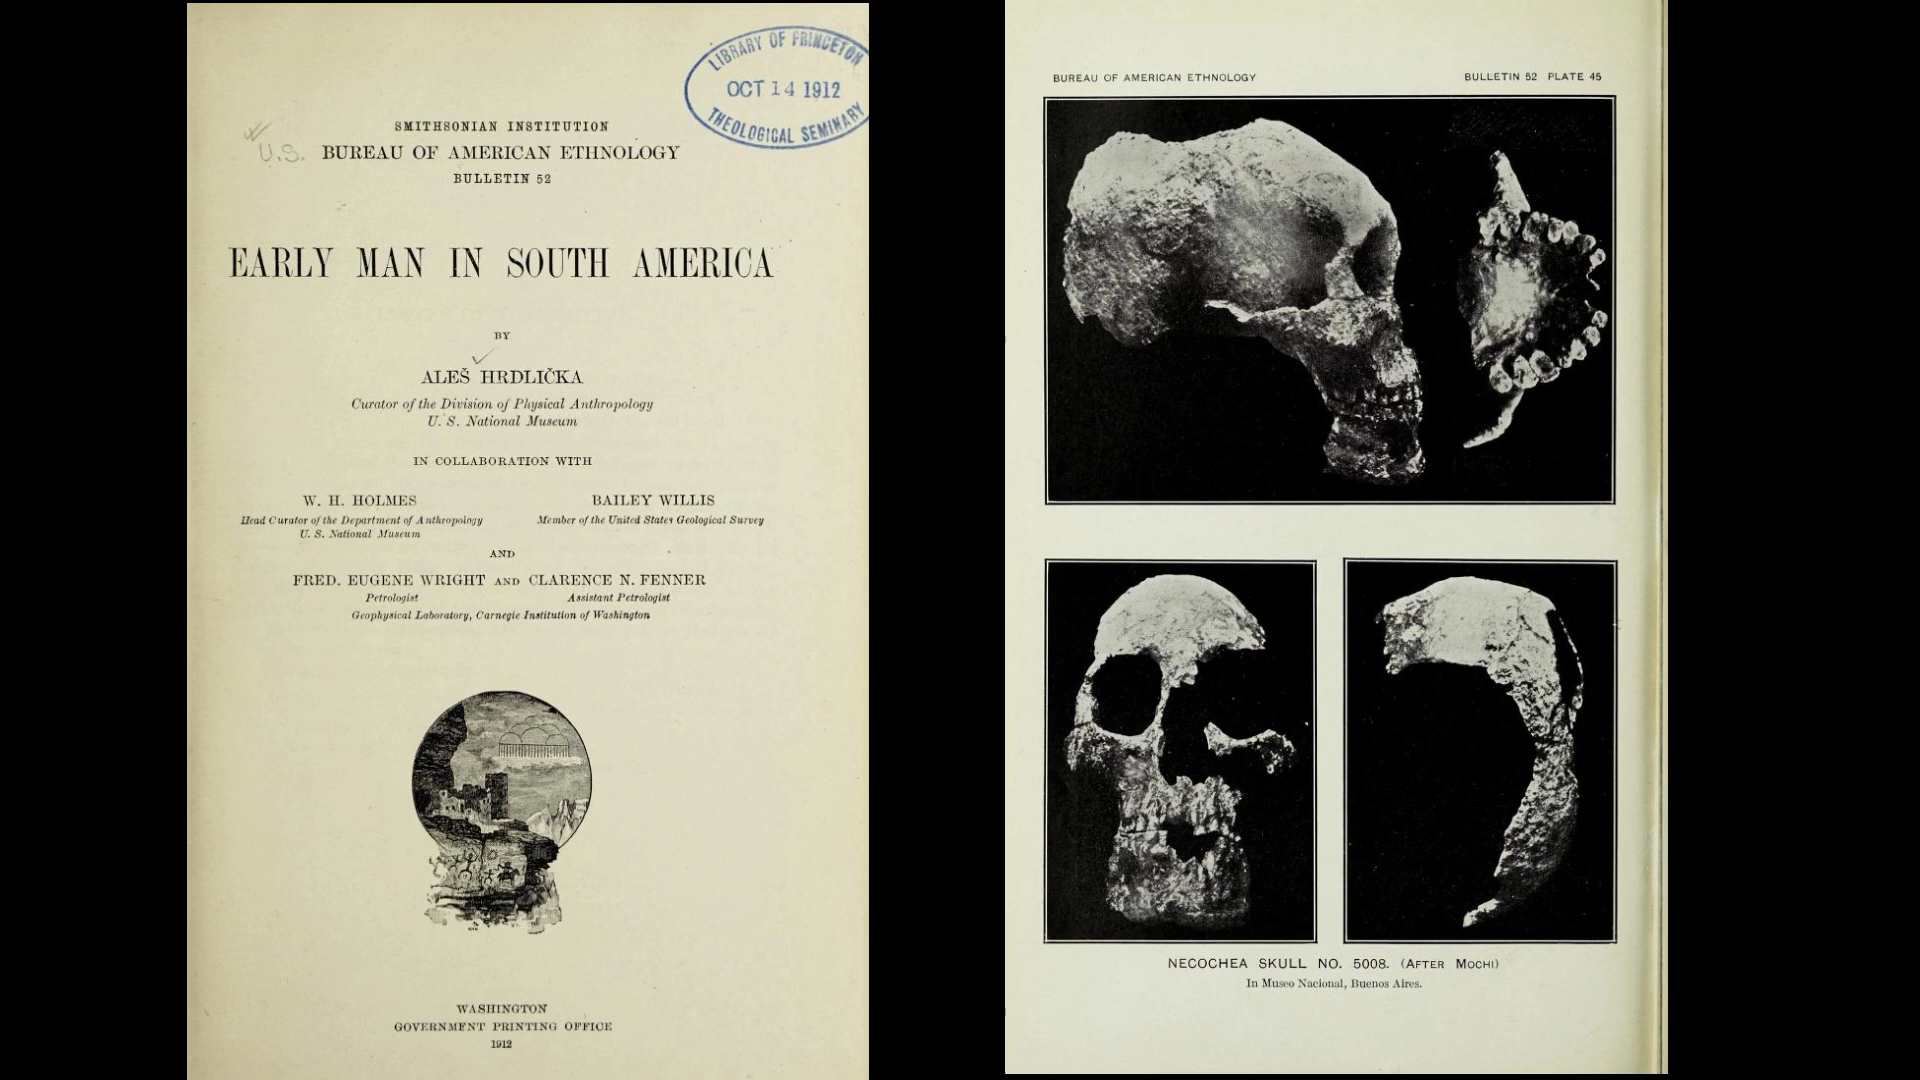 LIBRARY OF PRINCETON
OCT 14 1912
THEOLOGICAL SEMINARY
U.S.
SMITHSONIAN INSTITUTION
BUREAU OF AMERICAN ETHNOLOGY
BULLETIN 52
EARLY MAN IN SOUTH AMERICA
BY
ALEŠ HRDLIČKA
Curator of the Division of Physical Anthropology
U. S. National Museum
IN COLLABORATION WITH
W. H. HOLMES
Head Curator of the Department of Anthropology
U. S. National Museum
BAILEY WILLIS
Member of the United States Geological Survey
AND
FRED. EUGENE WRIGHT AND CLARENCE N. FENNER
Petrologist Assistant Petrologist
Geophysical Laboratory, Carnegie Institution of Washington
WASHINGTON
GOVERNMENT PRINTING OFFICE
1912
BUREAU OF AMERICAN ETHNOLOGY
BULLETIN 52 PLATE 45
NECOCHEA SKULL NO. 5008. (AFTER MOCHI)
In Museo Nacional, Buenos Aires.